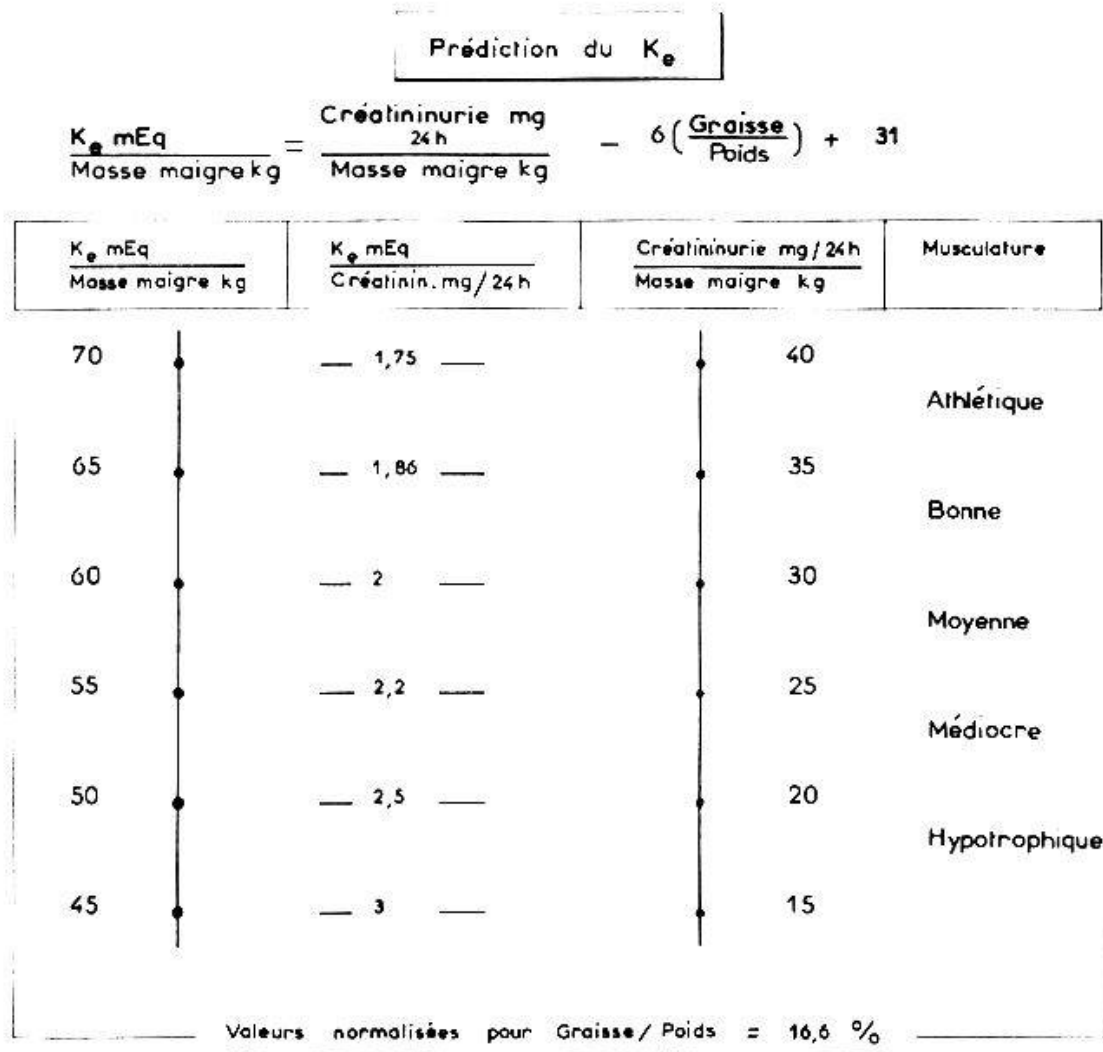 Prédiction du Ke
Ke mEq / Masse maigre kg = Créatininurie mg 24 h / Masse maigre kg – 6 ( Graisse / Poids ) + 31
Ke mEq / Masse maigre kg
Ke mEq / Créatinin. mg / 24 h
Créatininurie mg / 24 h / Masse maigre kg
Musculature
70 — 1,75 — 40
Athlétique
65 — 1,86 — 35
Bonne
60 — 2 — 30
Moyenne
55 — 2,2 — 25
Médiocre
50 — 2,5 — 20
Hypotrophique
45 — 3 — 15
Valeurs normalisées pour Graisse / Poids = 16,6 %